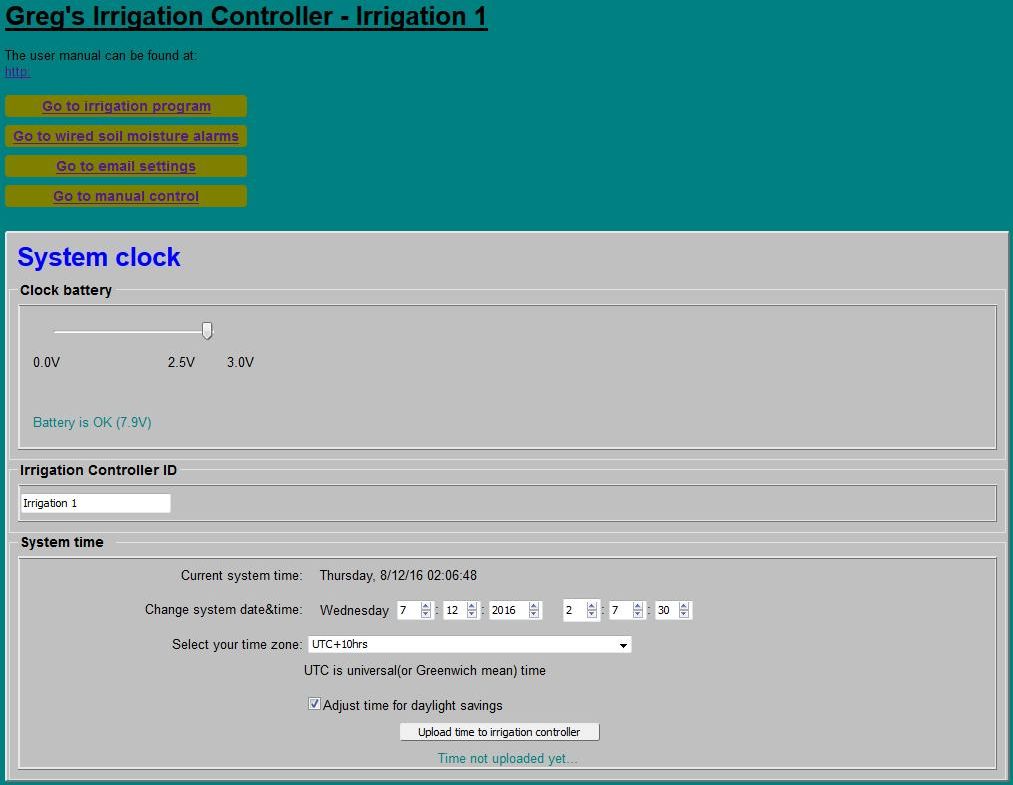 Greg's Irrigation Controller - Irrigation 1
The user manual can be found at:
http:
Go to irrigation program
Go to wired soil moisture alarms
Go to email settings
Go to manual control
System clock
Clock battery
0.0V 2.5V 3.0V
Battery is OK (7.9V)
Irrigation Controller ID
Irrigation 1
System time
Current system time: Thursday, 8/12/16 02:06:48
Change system date&time: Wednesday 7 : 12 : 2016 2 : 7 : 30
Select your time zone: UTC+10hrs
UTC is universal(or Greenwich mean) time
Adjust time for daylight savings
Upload time to irrigation controller
Time not uploaded yet...